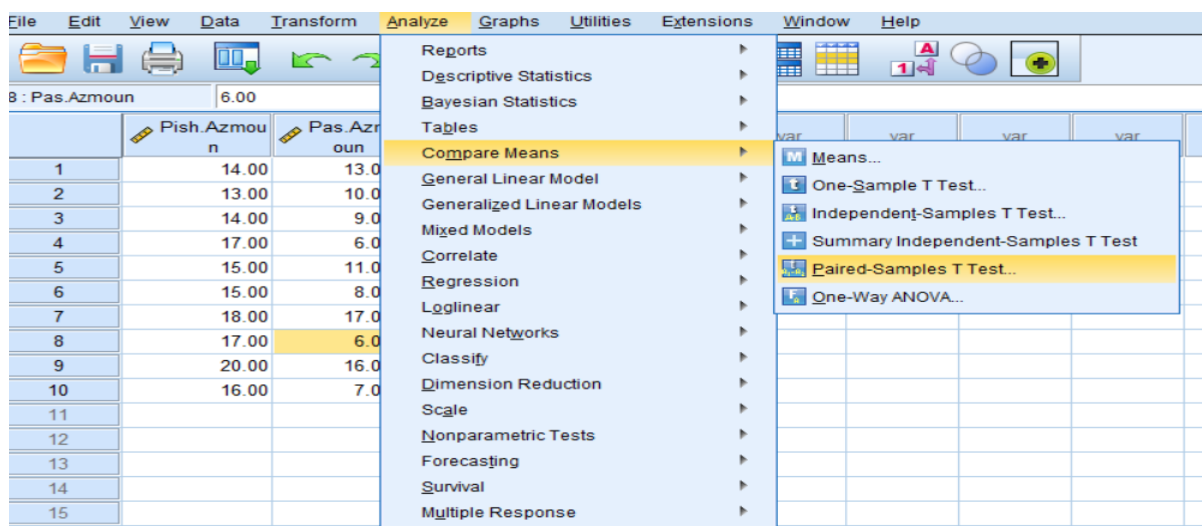 File Edit View Data Transform Analyze Graphs Utilities Extensions Window Help
8 : Pas.Azmoun 6.00
Pish.Azmou
n
Pas.Azr
oun
var var var var
1 14.00 13.0
2 13.00 10.0
3 14.00 9.0
4 17.00 6.0
5 15.00 11.0
6 15.00 8.0
7 18.00 17.0
8 17.00 6.0
9 20.00 16.0
10 16.00 7.0
11
12
13
14
15
Reports
Descriptive Statistics
Bayesian Statistics
Tables
Compare Means
General Linear Model
Generalized Linear Models
Mixed Models
Correlate
Regression
Loglinear
Neural Networks
Classify
Dimension Reduction
Scale
Nonparametric Tests
Forecasting
Survival
Multiple Response
M Means...
t One-Sample T Test...
Independent-Samples T Test...
Summary Independent-Samples T Test
Paired-Samples T Test...
One-Way ANOVA...
A
1